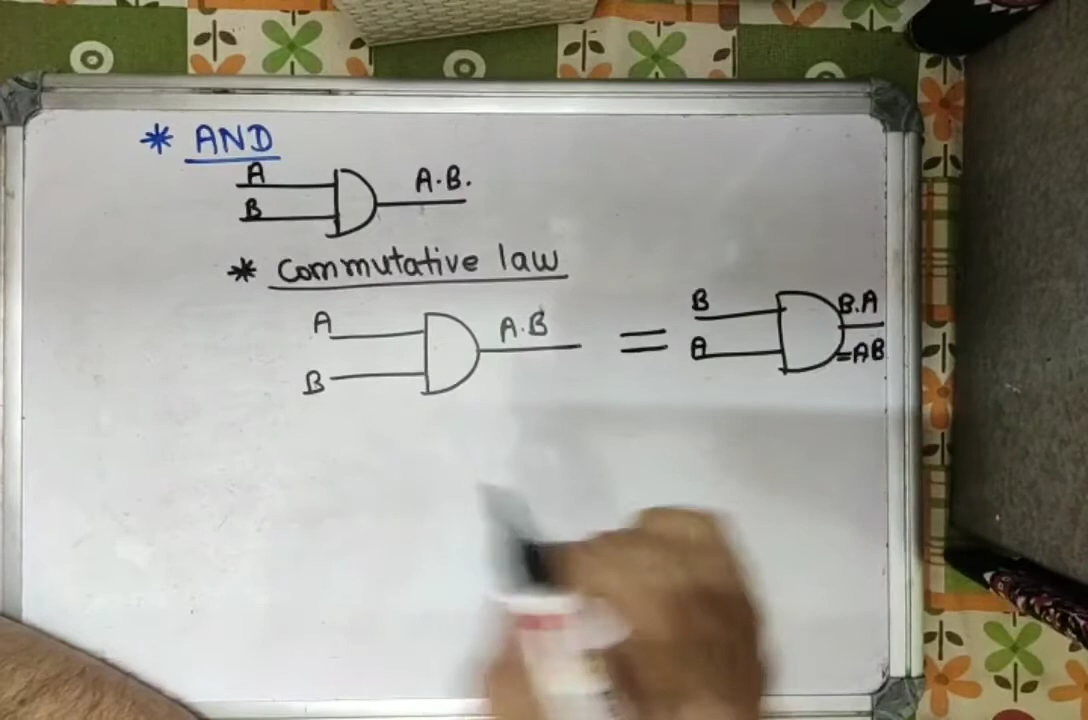 * AND
A
A.B.
B
* Commutative law
A
A.B
B
=
B
B.A
A
=AB